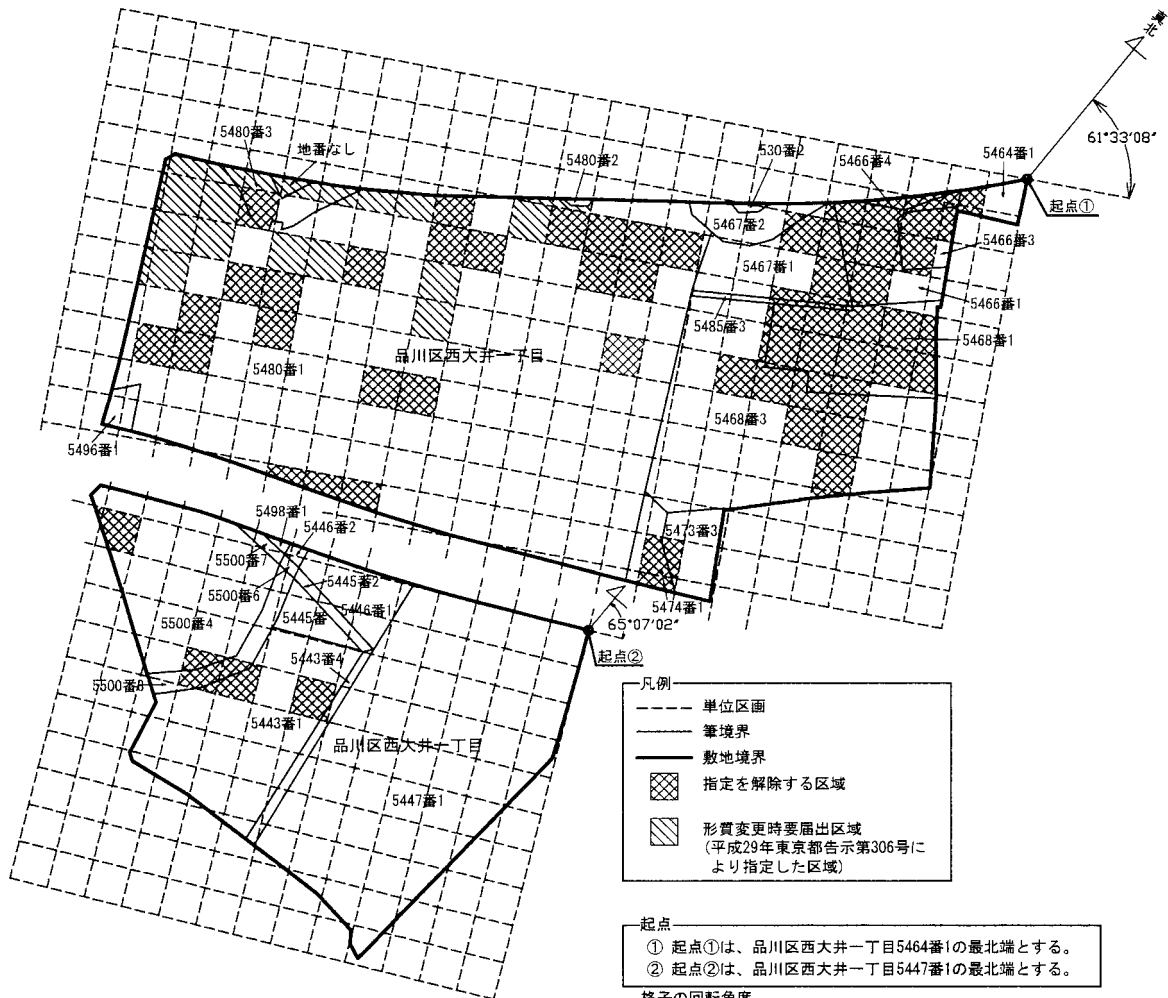 真北
61°33′08″
起点①
5464番1
5466番4
530番2
5480番2
地番なし
5480番3
5467番2
5467番1
5466番3
5466番1
5485番3
5468番1
品川区西大井一丁目
5480番1
5468番3
5496番1
5473番3
5474番1
5498番1
5446番2
5500番7
5500番6
5445番2
5446番1
5445番1
5500番4
5443番4
5500番8
5443番1
65°07′02″
起点②
品川区西大井一丁目
5447番1
凡例
単位区画
筆境界
敷地境界
指定を解除する区域
形質変更時要届出区域
(平成29年東京都告示第306号に
より指定した区域)
起点
① 起点①は、品川区西大井一丁目5464番1の最北端とする。
② 起点②は、品川区西大井一丁目5447番1の最北端とする。
格子の回転角度